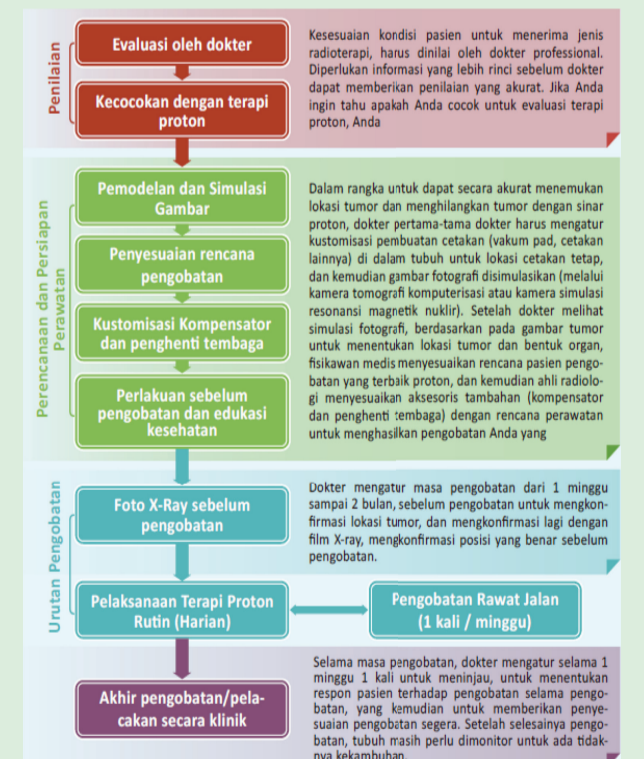 Penilaian
Evaluasi oleh dokter
Kecocokan dengan terapi
proton
Kesesuaian kondisi pasien untuk menerima jenis
radioterapi, harus dinilai oleh dokter professional.
Diperlukan informasi yang lebih rinci sebelum dokter
dapat memberikan penilaian yang akurat. Jika Anda
ingin tahu apakah Anda cocok untuk evaluasi terapi
proton, Anda
Perencanaan dan Persiapan
Perawatan
Pemodelan dan Simulasi
Gambar
Penyesuaian rencana
pengobatan
Kustomisasi Kompensator
dan penghenti tembaga
Perlakuan sebelum
pengobatan dan edukasi
kesehatan
Dalam rangka untuk dapat secara akurat menemukan
lokasi tumor dan menghilangkan tumor dengan sinar
proton, dokter pertama-tama dokter harus mengatur
kustomisasi pembuatan cetakan (vakum pad, cetakan
lainnya) di dalam tubuh untuk lokasi cetakan tetap,
dan kemudian gambar fotografi disimulasikan (melalui
kamera tomografi komputerisasi atau kamera simulasi
resonansi magnetik nuklir). Setelah dokter melihat
simulasi fotografi, berdasarkan pada gambar tumor
untuk menentukan lokasi tumor dan bentuk organ,
fisikawan medis menyesuaikan rencana pasien pengo-
batan yang terbaik proton, dan kemudian ahli radiolo-
gi menyesuaikan aksesoris tambahan (kompensator
dan penghenti tembaga) dengan rencana perawatan
untuk menghasilkan pengobatan Anda yang
Urutan Pengobatan
Foto X-Ray sebelum
pengobatan
Dokter mengatur masa pengobatan dari 1 minggu
sampai 2 bulan, sebelum pengobatan untuk mengkon-
firmasi lokasi tumor, dan mengkonfirmasi lagi dengan
film X-ray, mengkonfirmasi posisi yang benar sebelum
pengobatan.
Pelaksanaan Terapi Proton
Rutin (Harian)
Pengobatan Rawat Jalan
(1 kali / minggu)
Akhir pengobatan/pela-
cakan secara klinik
Selama masa pengobatan, dokter mengatur selama 1
minggu 1 kali untuk meninjau, untuk menentukan
respon pasien terhadap pengobatan selama pengo-
batan, yang kemudian untuk memberikan penye-
suaian pengobatan segera. Setelah selesainya pengo-
batan, tubuh masih perlu dimonitor untuk ada tidak-
nya kekambuhan.